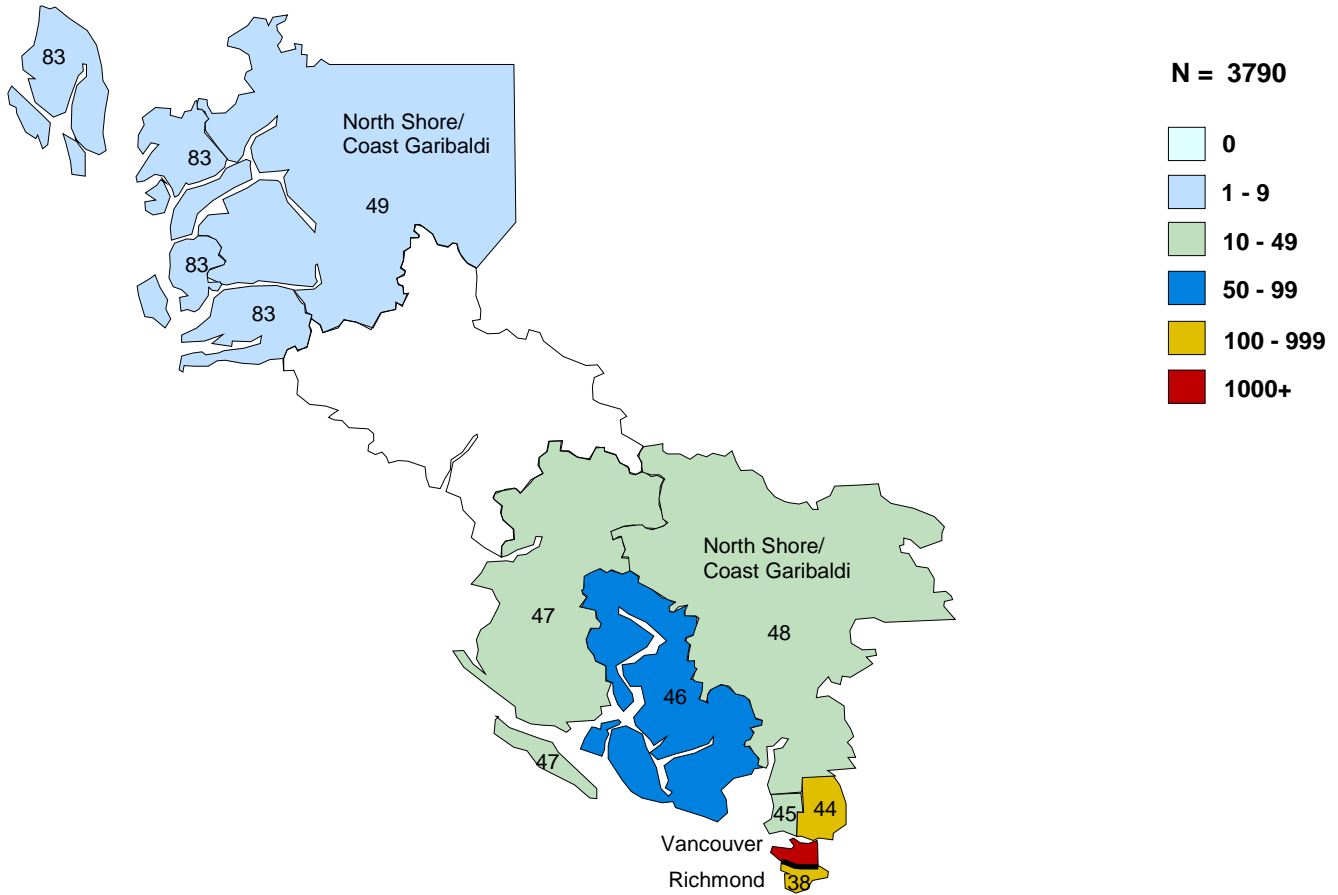 83
N = 3790
North Shore/
Coast Garibaldi
0
83
1 - 9
49
10 - 49
83
50 - 99
83
100 - 999
1000+
North Shore/
Coast Garibaldi
47
48
46
47
45
44
Vancouver
Richmond
38